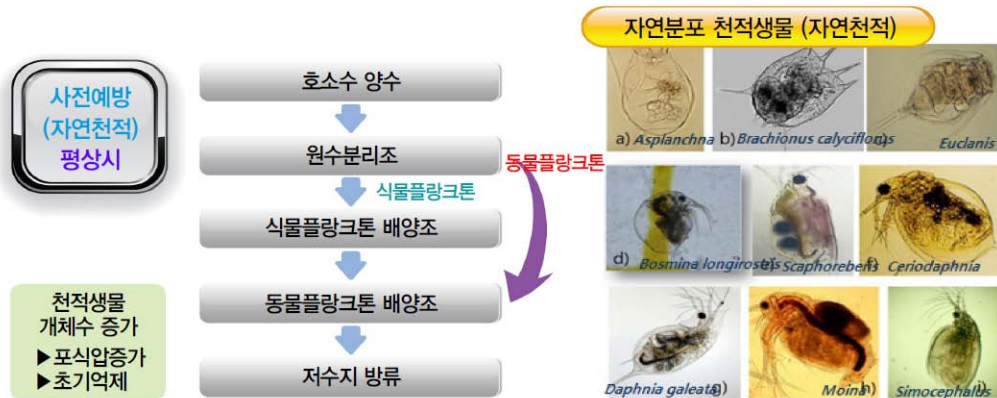 자연분포 천적생물 (자연천적)
사전예방
(자연천적)
평상시
호소수 양수
원수분리조
동물플랑크톤
식물플랑크톤
식물플랑크톤 배양조
동물플랑크톤 배양조
저수지 방류
천적생물
개체수 증가
▶포식압증가
▶초기억제
a) Asplanchna
b) Brachionus calyciflorus
c) Euclanis
d) Bosmina longirostis
e) Scaphorebens
f) Ceriodaphnia
Daphnia galeata g)
Moina h)
Simocephalus i)